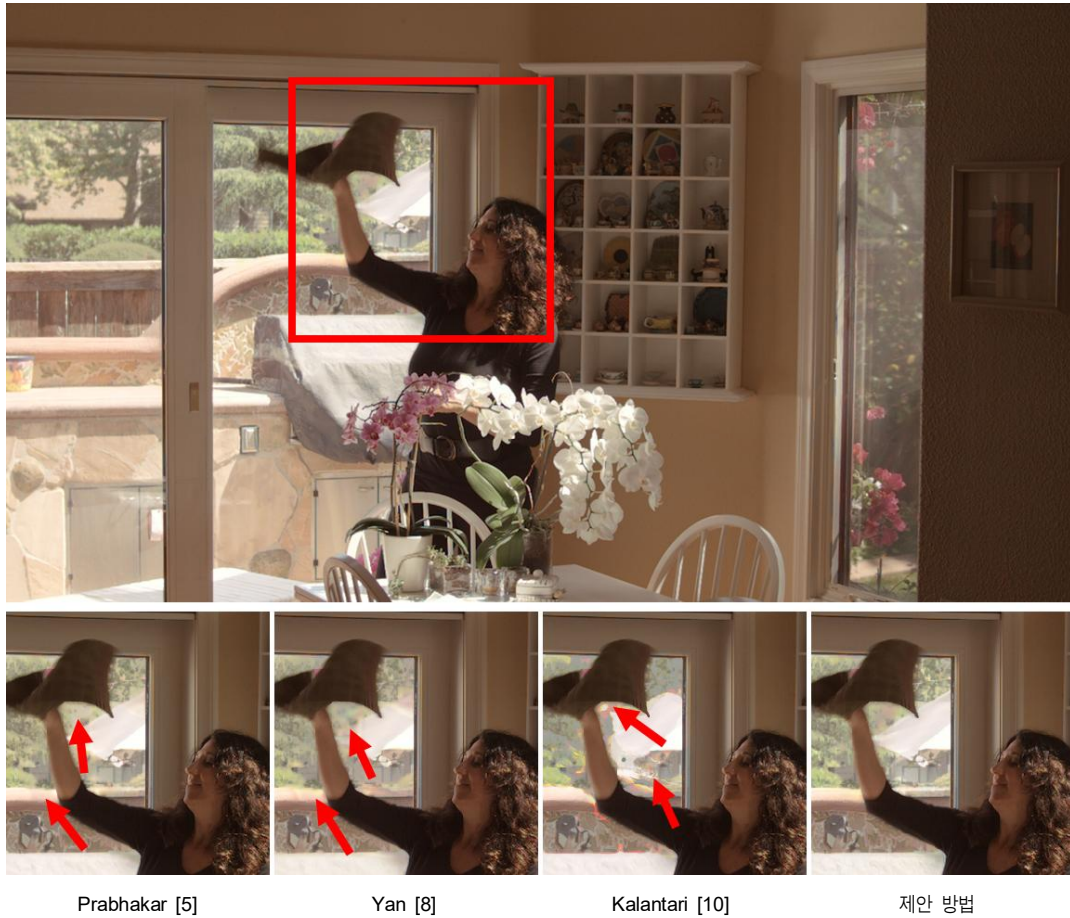 Prabhakar [5]
Yan [8]
Kalantari [10]
제안 방법